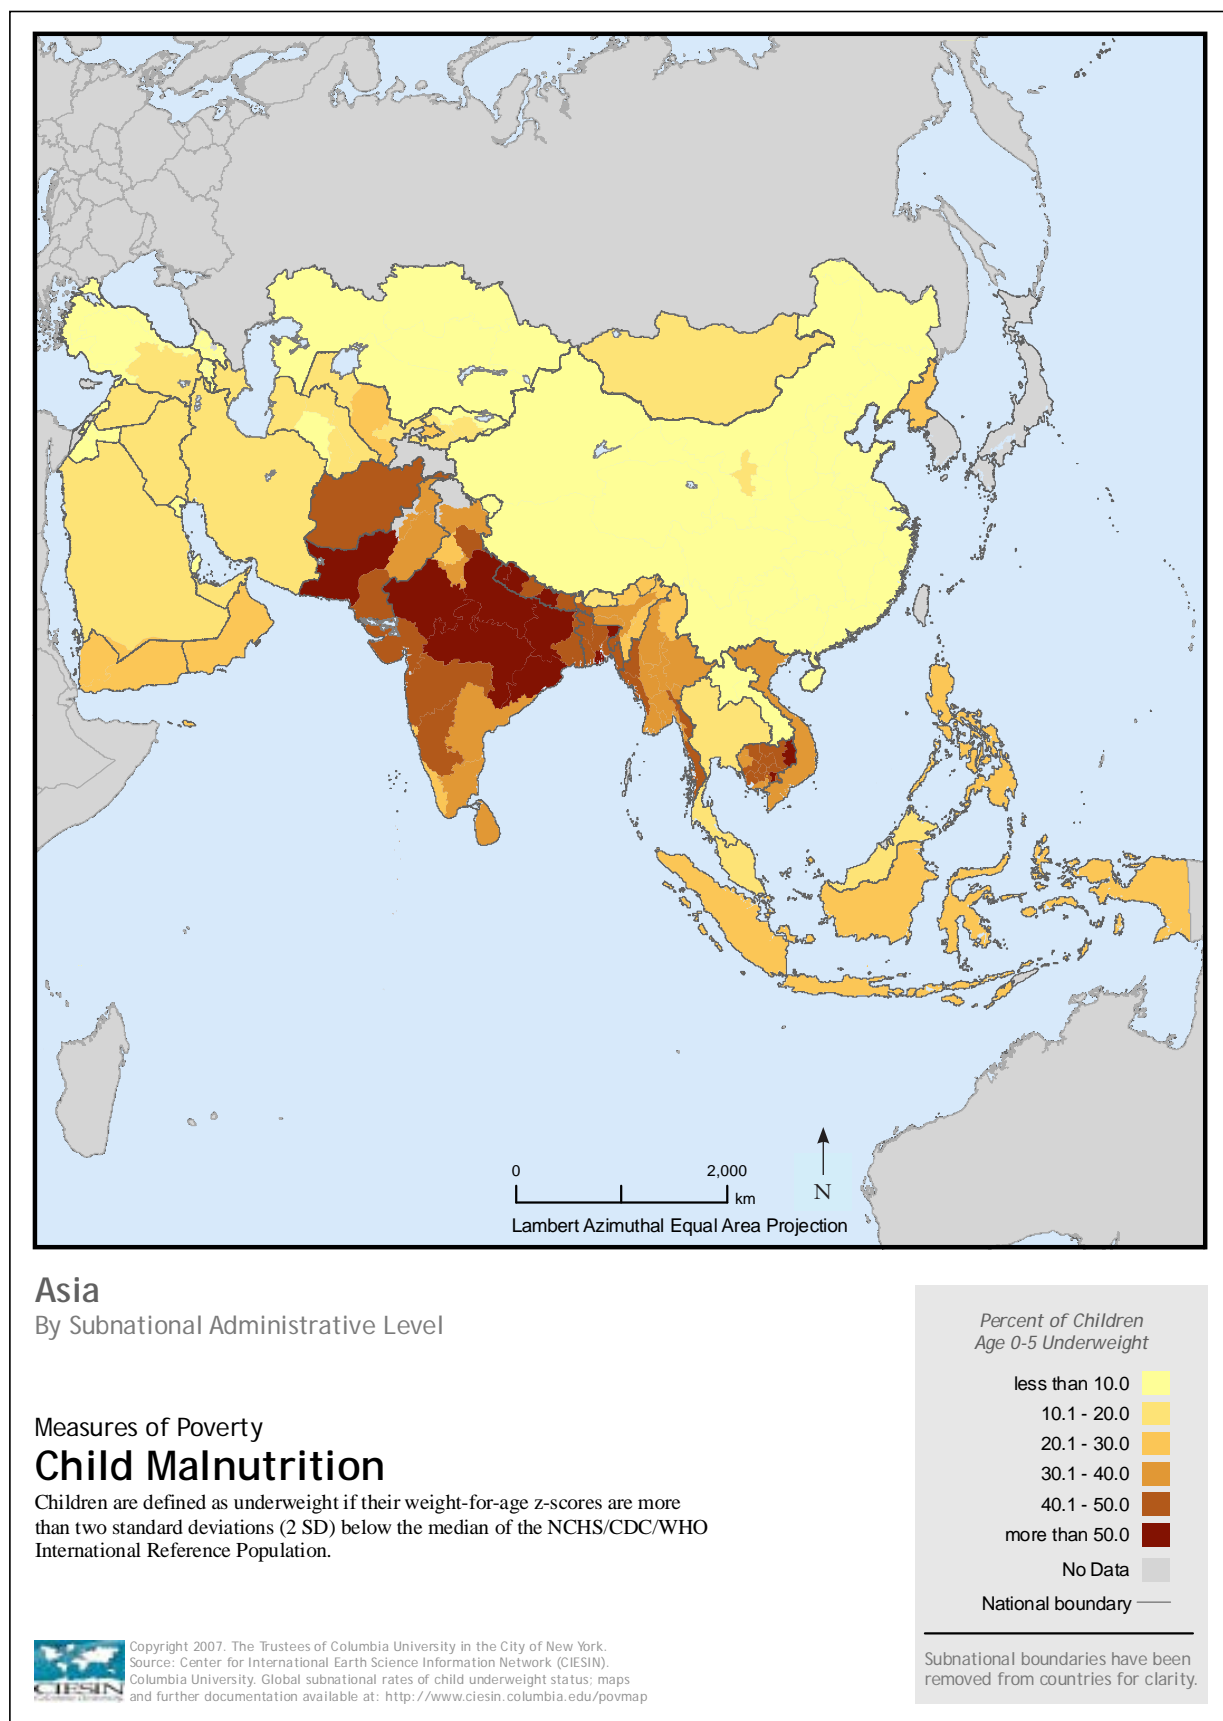 0
2,000
km
N
Lambert Azimuthal Equal Area Projection
Asia
By Subnational Administrative Level
Measures of Poverty
Child Malnutrition
Children are defined as underweight if their weight-for-age z-scores are more
than two standard deviations (2 SD) below the median of the NCHS/CDC/WHO
International Reference Population.
Percent of Children
Age 0-5 Underweight
less than 10.0
10.1 - 20.0
20.1 - 30.0
30.1 - 40.0
40.1 - 50.0
more than 50.0
No Data
National boundary
Subnational boundaries have been
removed from countries for clarity.
CIESIN
Copyright 2007. The Trustees of Columbia University in the City of New York.
Source: Center for International Earth Science Information Network (CIESIN).
Columbia University. Global subnational rates of child underweight status; maps
and further documentation available at: http://www.ciesin.columbia.edu/povmap